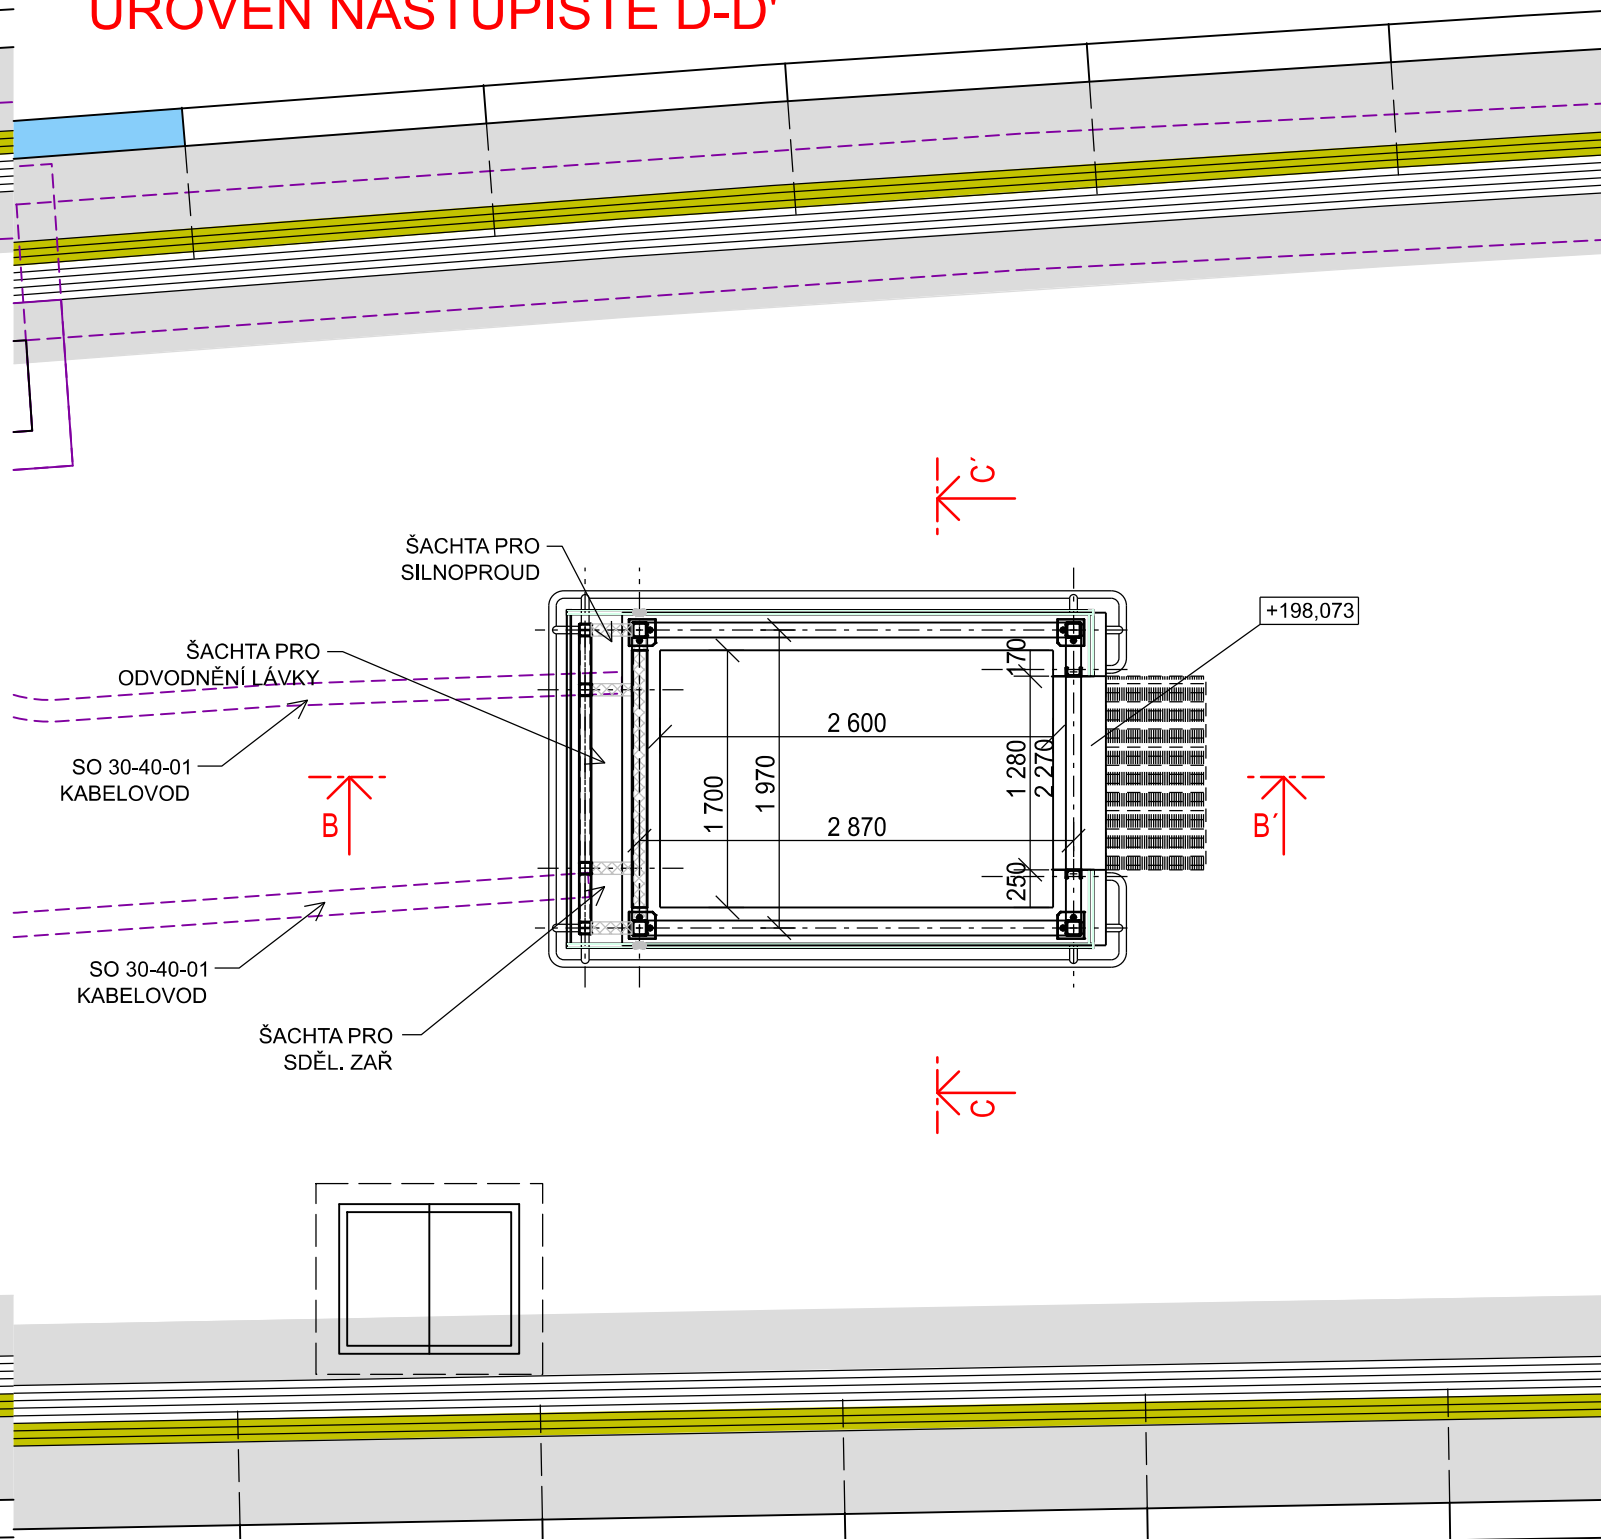 ÚROVEŇ NÁSTUPIŠTĚ D-D'
C'
ŠACHTA PRO
SILNOPROUD
+198,073
ŠACHTA PRO
ODVODNĚNÍ LÁVKY
170
2 600
SO 30-40-01
KABELOVOD
1 700
1 970
1 280
2 270
B
B´
2 870
250
SO 30-40-01
KABELOVOD
ŠACHTA PRO
SDĚL. ZAŘ
C